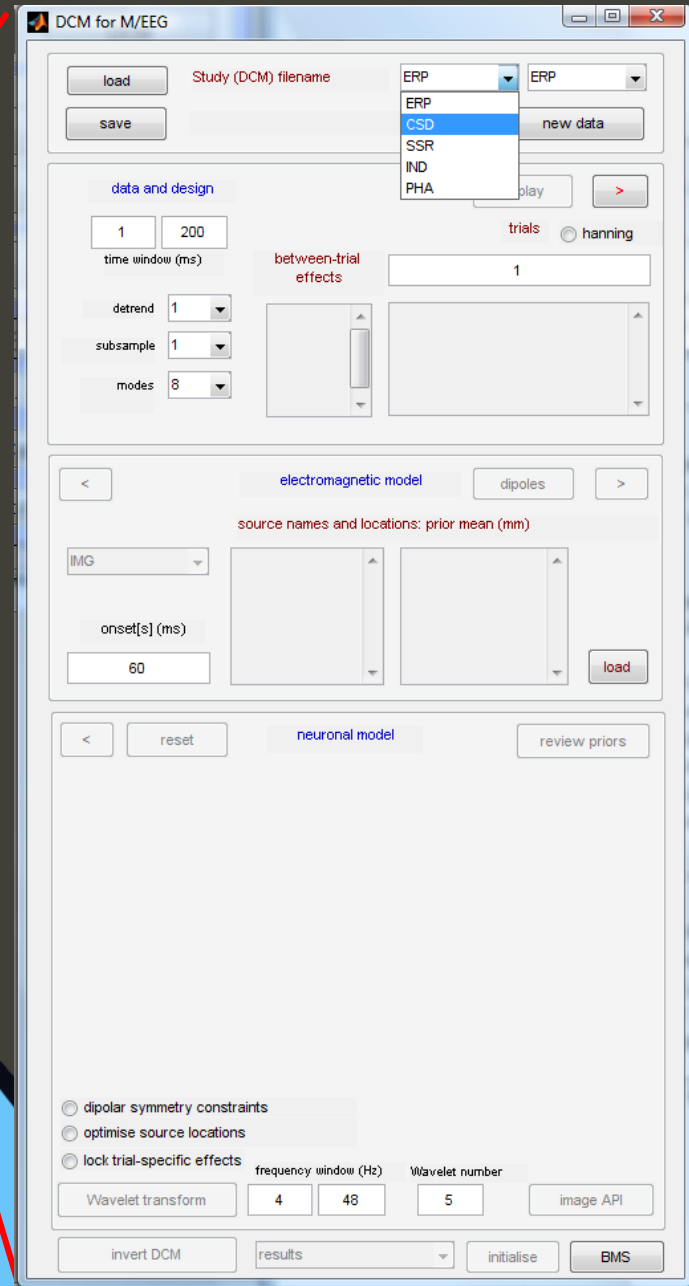 DCM for M/EEG
load Study (DCM) filename ERP ERP
save new data
ERP
CSD
SSR
IND
PHA
data and design play >
1 200 trials hanning
time window (ms) between-trial
effects 1
detrend 1
subsample 1
modes 8
< electromagnetic model dipoles >
source names and locations: prior mean (mm)
IMG
onset[s] (ms)
60 load
< reset neuronal model review priors
dipolar symmetry constraints
optimise source locations
lock trial-specific effects frequency window (Hz) Wavelet number
Wavelet transform 4 48 5 image API
invert DCM results initialise BMS